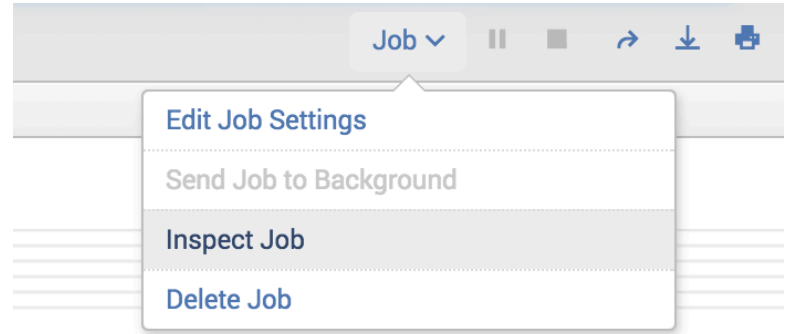 Job
Edit Job Settings
Send Job to Background
Inspect Job
Delete Job